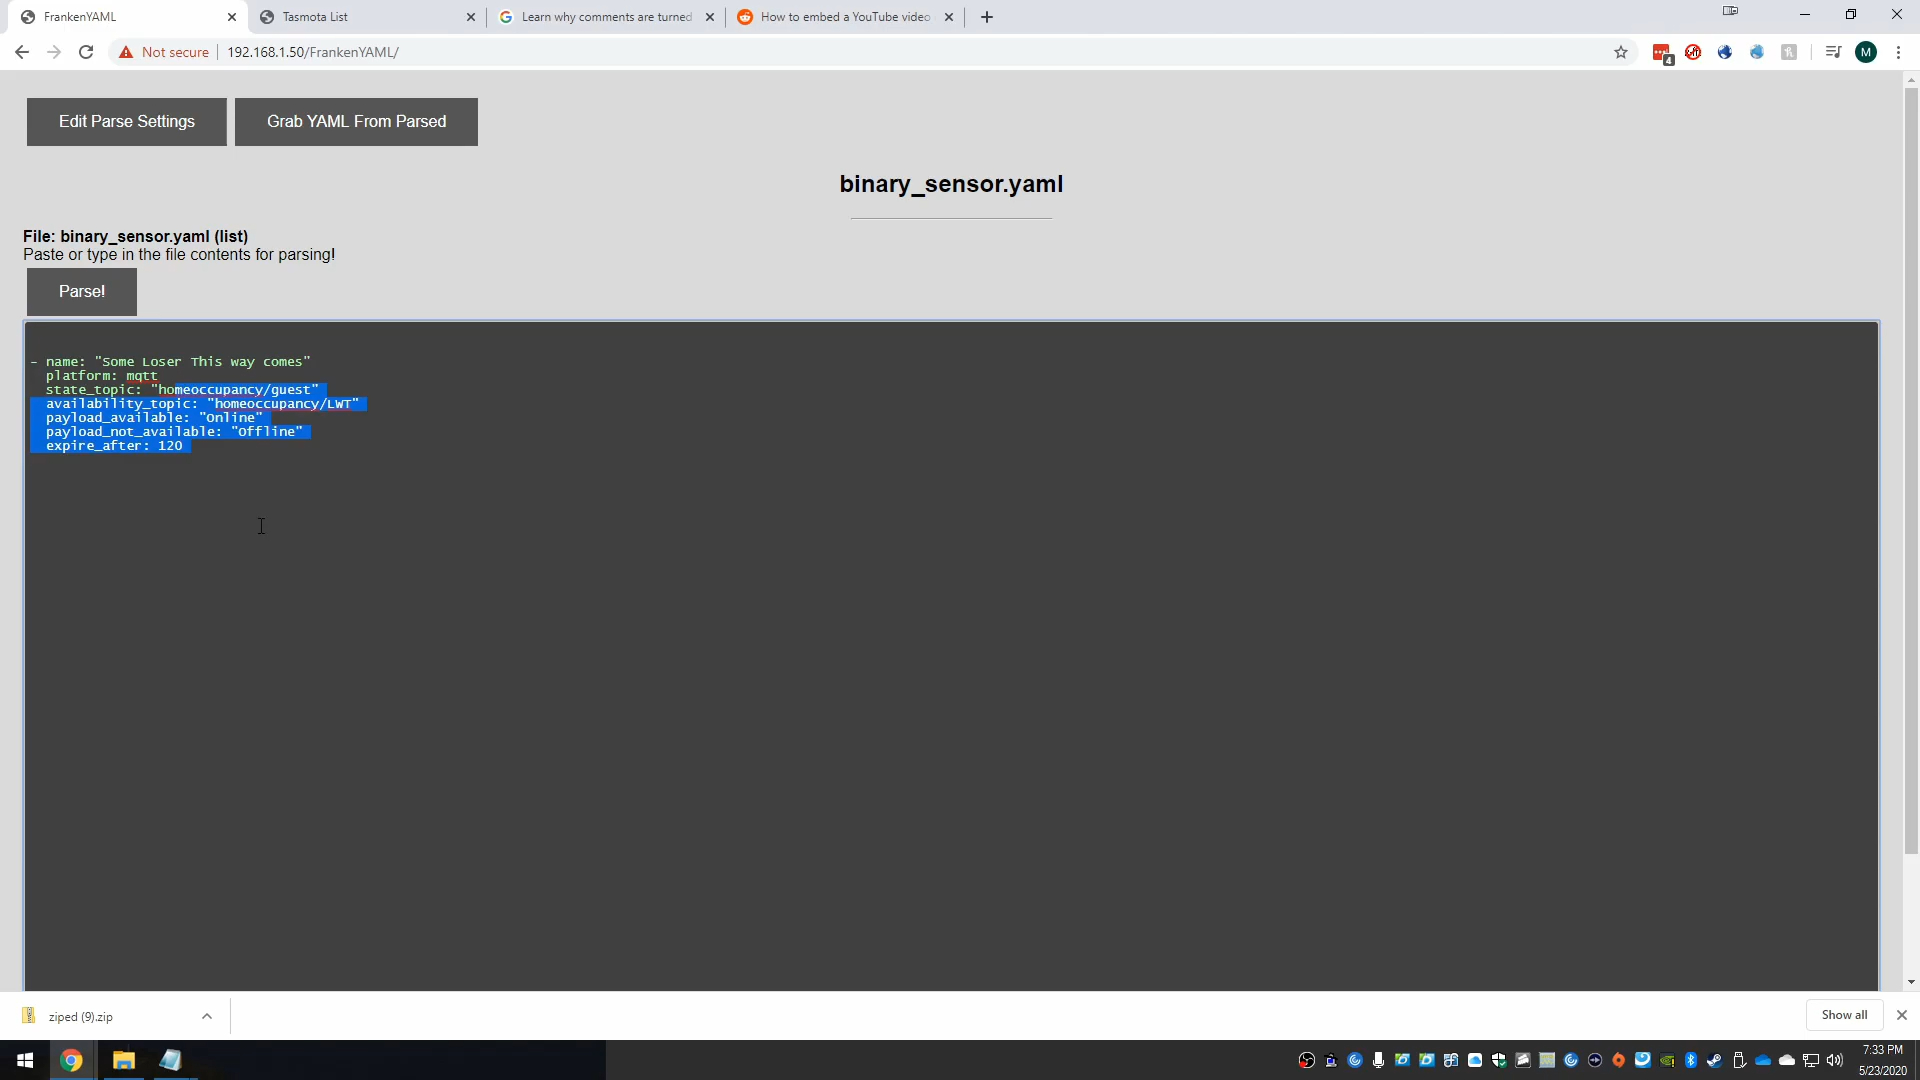 FrankenYAML
Tasmota List
Learn why comments are turned
How to embed a YouTube video
Not secure
192.168.1.50/FrankenYAML/
4
M
Edit Parse Settings
Grab YAML From Parsed
binary_sensor.yaml
File: binary_sensor.yaml (list)
Paste or type in the file contents for parsing!
Parse!
- name: "Some Loser This way comes"
platform: mqtt
state_topic: "homeoccupancy/guest"
availability_topic: "homeoccupancy/LWT"
payload_available: "Online"
payload_not_available: "Offline"
expire_after: 120
ziped (9).zip
Show all
7:33 PM
5/23/2020